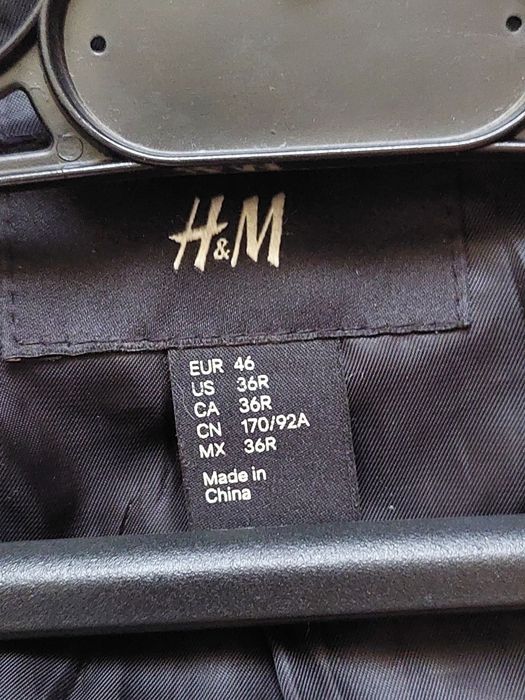 H&M
EUR 46
US 36R
CA 36R
CN 170/92A
MX 36R
Made in
China